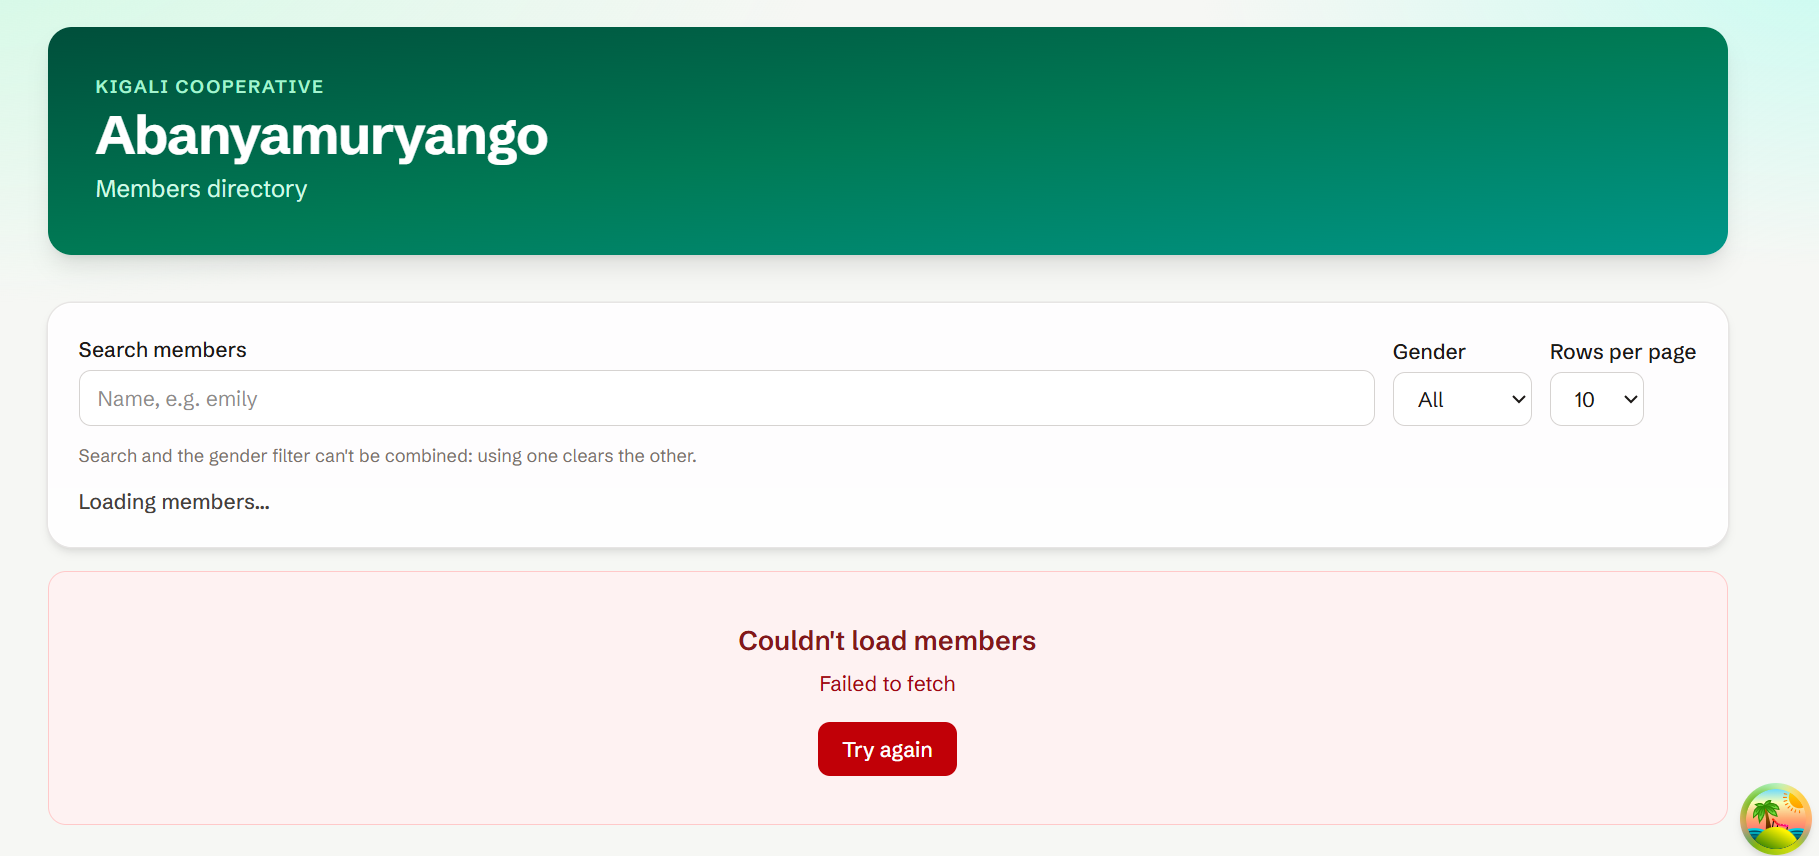 KIGALI COOPERATIVE
Abanyamuryango
Members directory
Search members
Gender
Rows per page
Name, e.g. emily
All
10
Search and the gender filter can't be combined: using one clears the other.
Loading members...
Couldn't load members
Failed to fetch
Try again